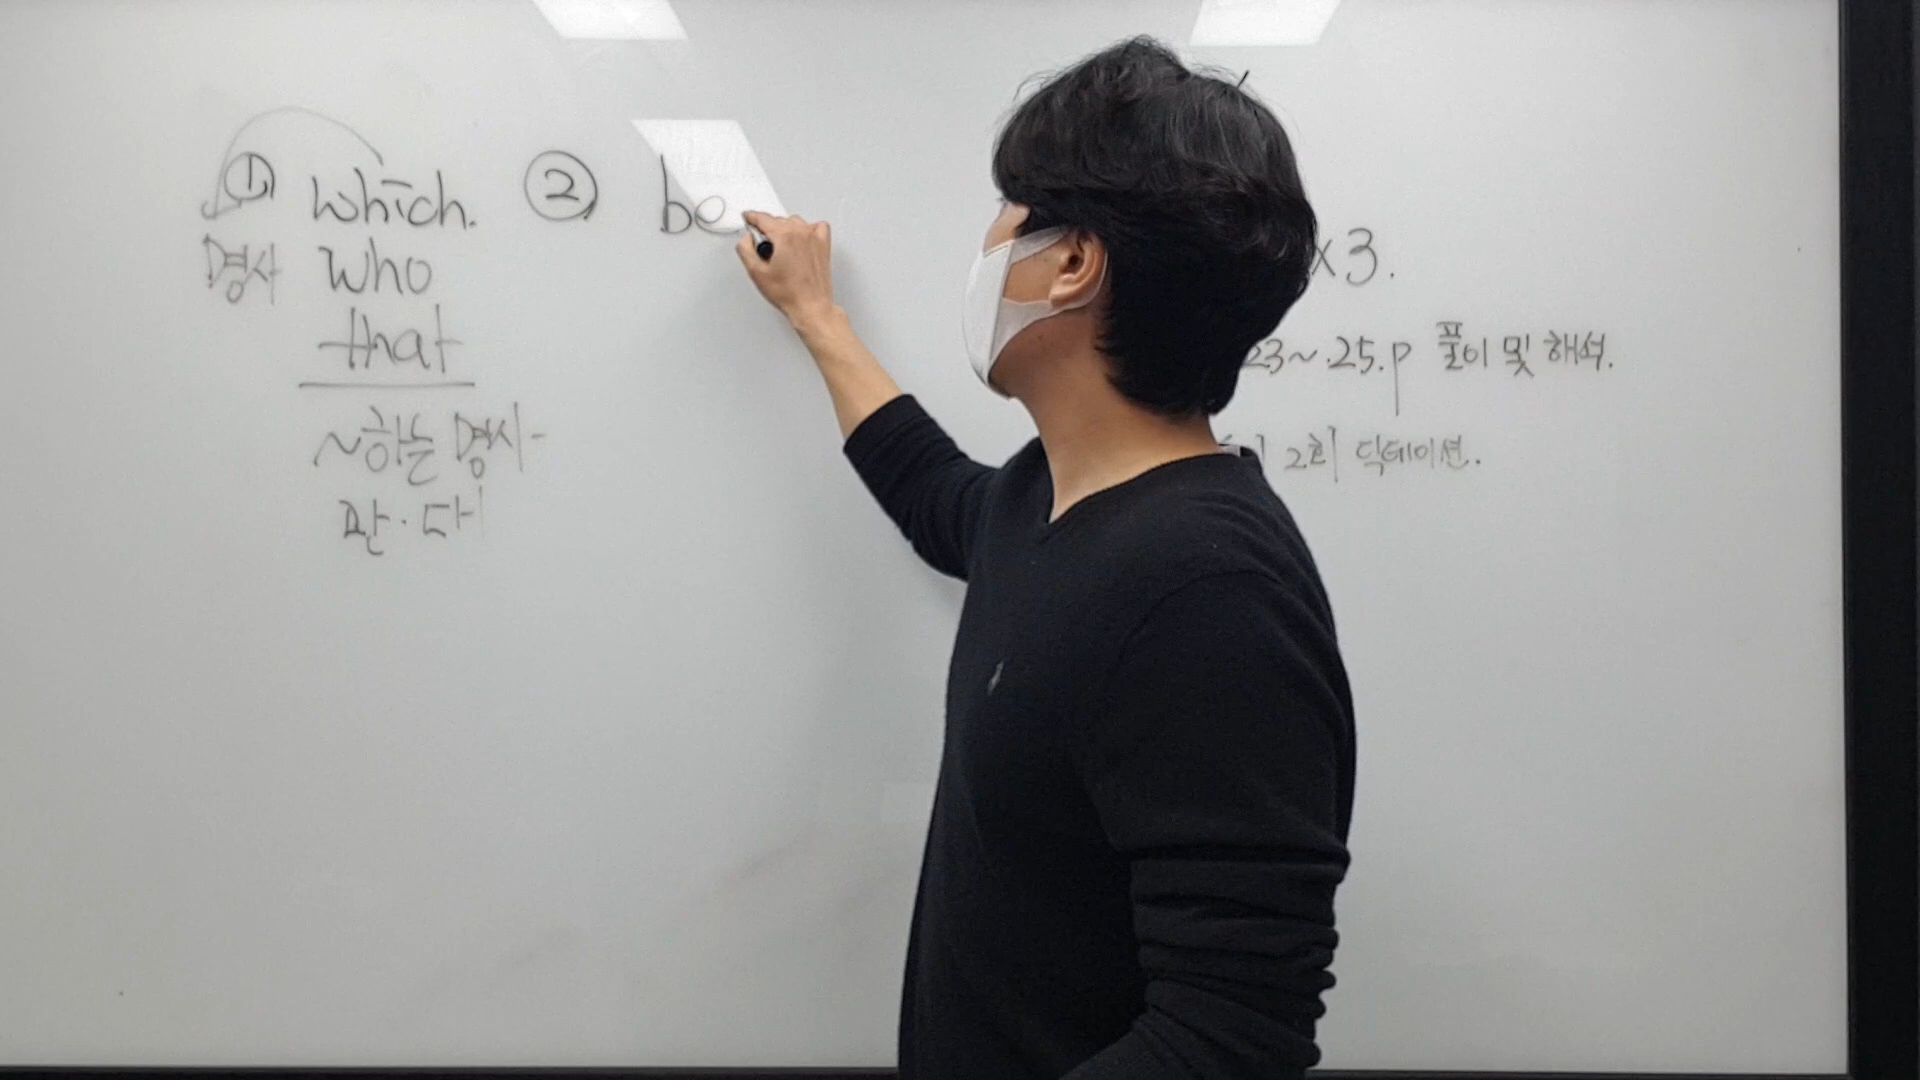 ① which. ② be
명사 who
that
~하는 명사
관·대
x3.
23~.25.p 풀이 및 해석.
2회 딕테이션.